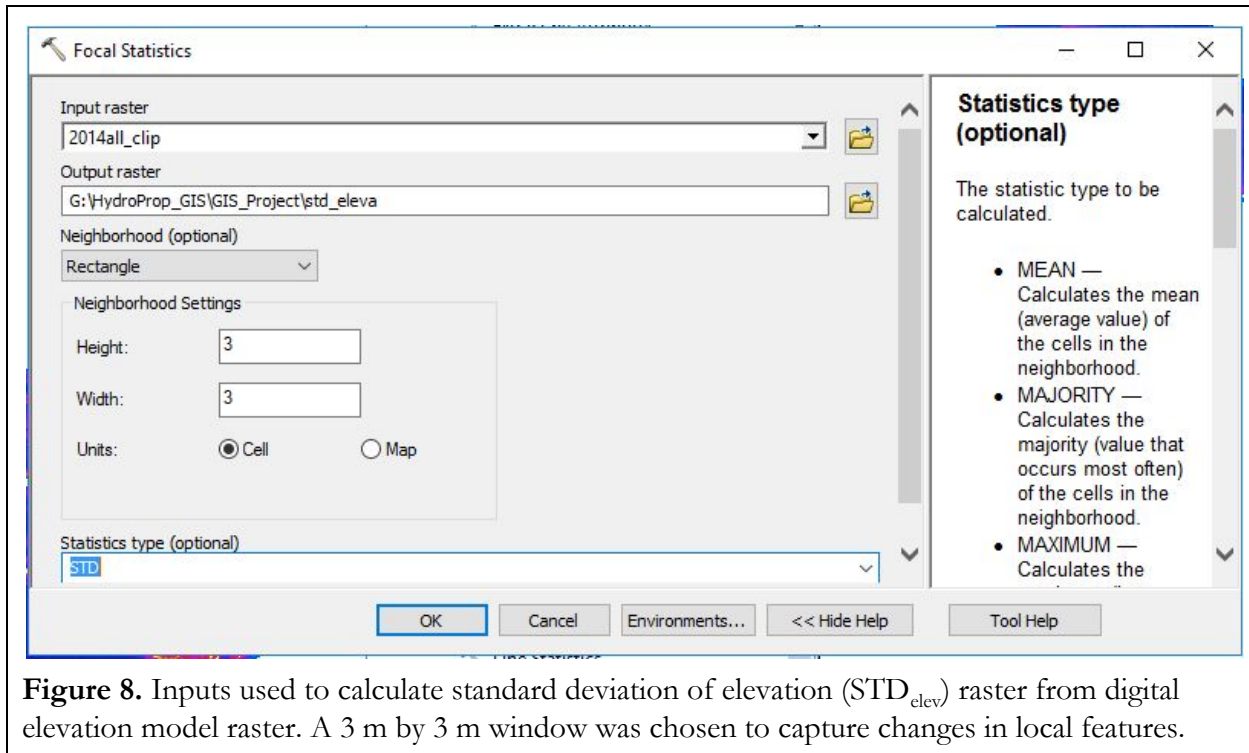 Focal Statistics
Input raster
2014all_clip
Output raster
G:\HydroProp_GIS\GIS_Project\std_eleva
Neighborhood (optional)
Rectangle
Neighborhood Settings
Height:
3
Width:
3
Units:
Cell
Map
Statistics type (optional)
STD
Statistics type
(optional)
The statistic type to be
calculated.
• MEAN —
Calculates the mean
(average value) of
the cells in the
neighborhood.
• MAJORITY —
Calculates the
majority (value that
occurs most often)
of the cells in the
neighborhood.
• MAXIMUM —
Calculates the
OK
Cancel
Environments...
<< Hide Help
Tool Help
Figure 8. Inputs used to calculate standard deviation of elevation (STDelev) raster from digital
elevation model raster. A 3 m by 3 m window was chosen to capture changes in local features.